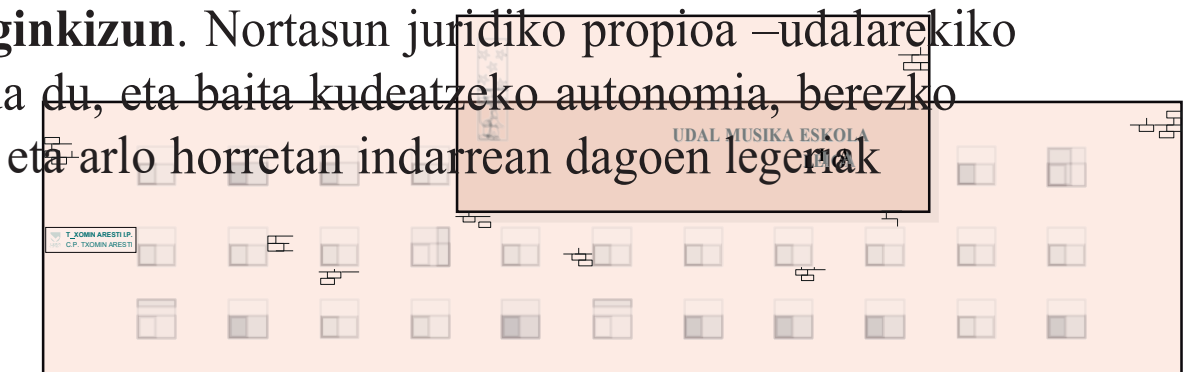 ginkizun. Nortasun juridiko propioa –udalarekiko
a du, eta baita kudeatzeko autonomia, berezko
eta arlo horretan indarrean dagoen legeriak
UDAL MUSIKA ESKOLA
T_XOMIN ARESTI I.P.
C.P. TXOMIN ARESTI